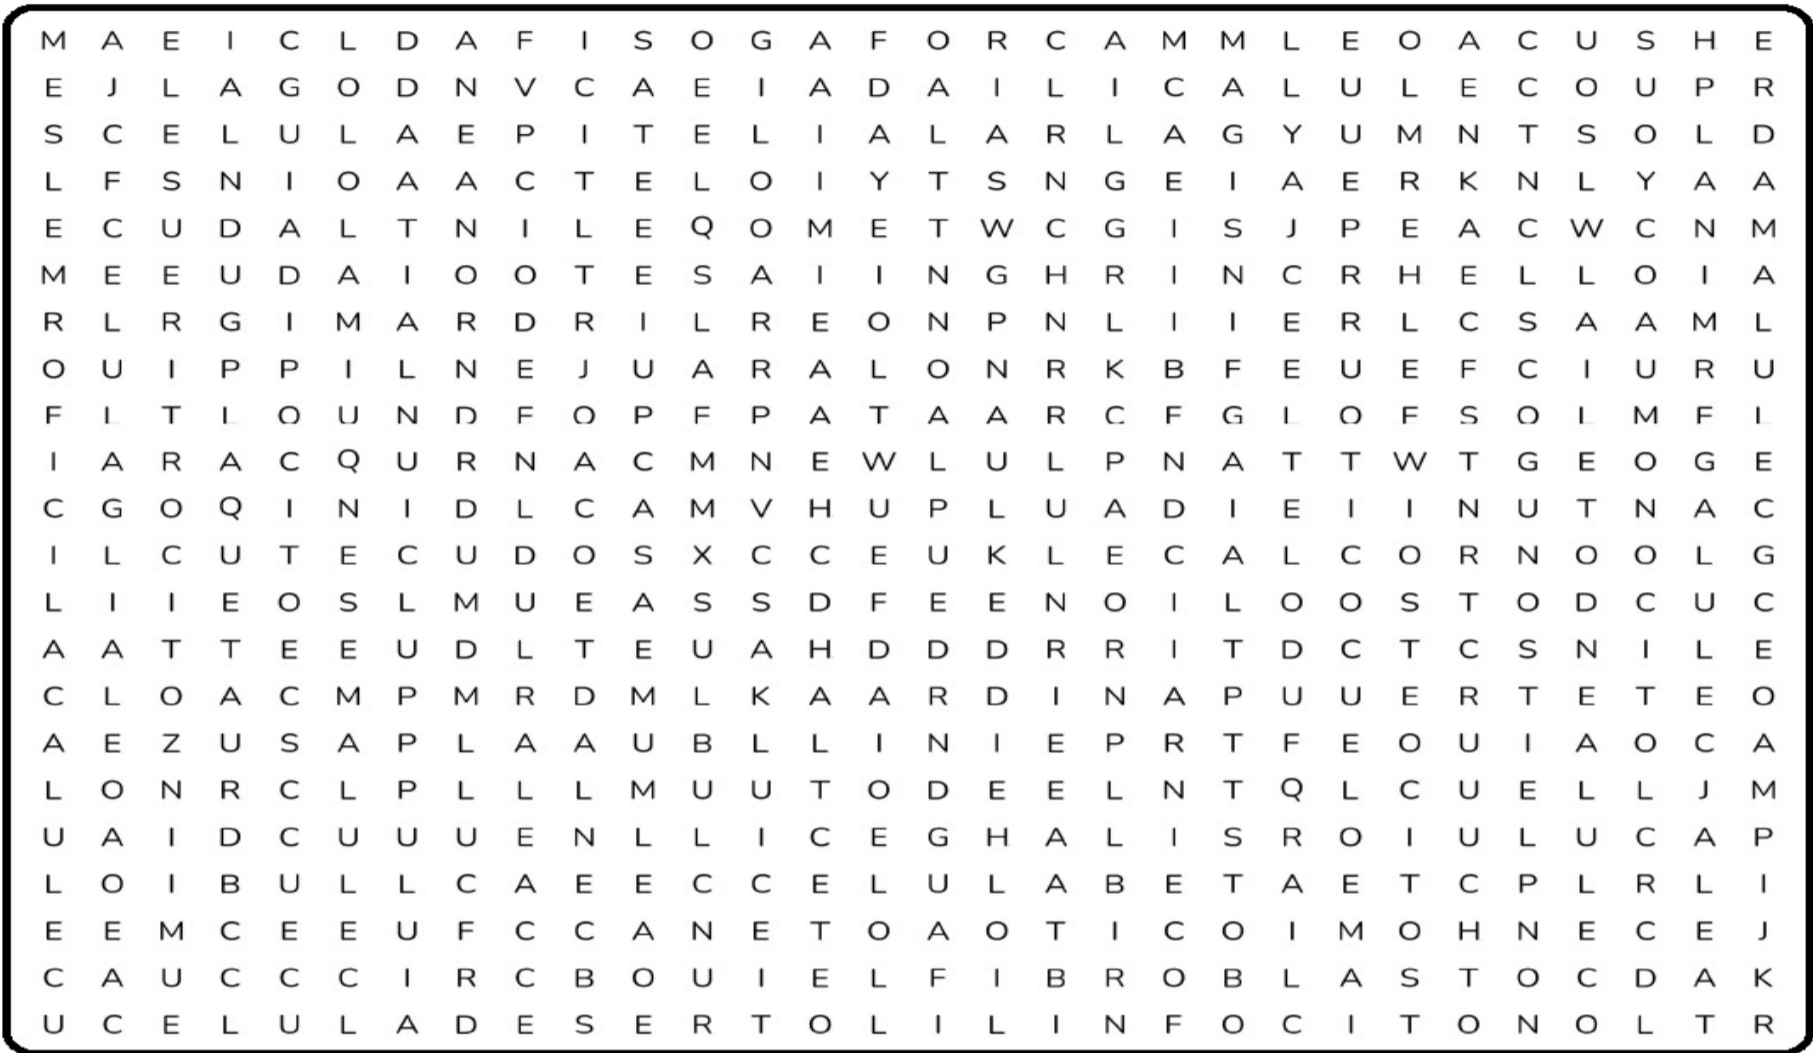 M A E I C L D A F I S O G A F O R C A M M L E O A C U S H E
E J L A G O D N V C A E I A D A I L I C A L U L E C O U P R
S C E L U L A E P I T E L I A L A R L A G Y U M N T S O L D
L F S N I O A A C T E L O I Y T S N G E I A E R K N L Y A A
E C U D A L T N I L E Q O M E T W C G I S J P E A C W C N M
M E E U D A I O O T E S A I I N G H R I N C R H E L L O I A
R L R G I M A R D R I L R E O N P N L I I E R L C S A A M L
O U I P P I L N E J U A R A L O N R K B F E U E F C I U R U
F L T L O U N D F O P F P A T A A R C F G L O F S O L M F L
I A R A C Q U R N A C M N E W L U L P N A T T W T G E O G E
C G O Q I N I D L C A M V H U P L U A D I E I I N U T N A C
I L C U T E C U D O S X C C E U K L E C A L C O R N O O L G
L I I E O S L M U E A S S D F E E N O I L O O S T O D C U C
A A T T E E U D L T E U A H D D D R R I T D C T C S N I L E
C L O A C M P M R D M L K A A R D I N A P U U E R T E T E O
A E Z U S A P L A A U B L L I N I E P R T F E O U I A O C A
L O N R C L P L L L M U U T O D E E L N T Q L C U E L L J M
U A I D C U U U E N L L I C E G H A L I S R O I U L U C A P
L O I B U L L C A E E C C E L U L A B E T A E T C P L R L I
E E M C E E U F C C A N E T O A O T I C O I M O H N E C E J
C A U C C C I R C B O U I E L F I B R O B L A S T O C D A K
U C E L U L A D E S E R T O L I L I N F O C I T O N O L T R